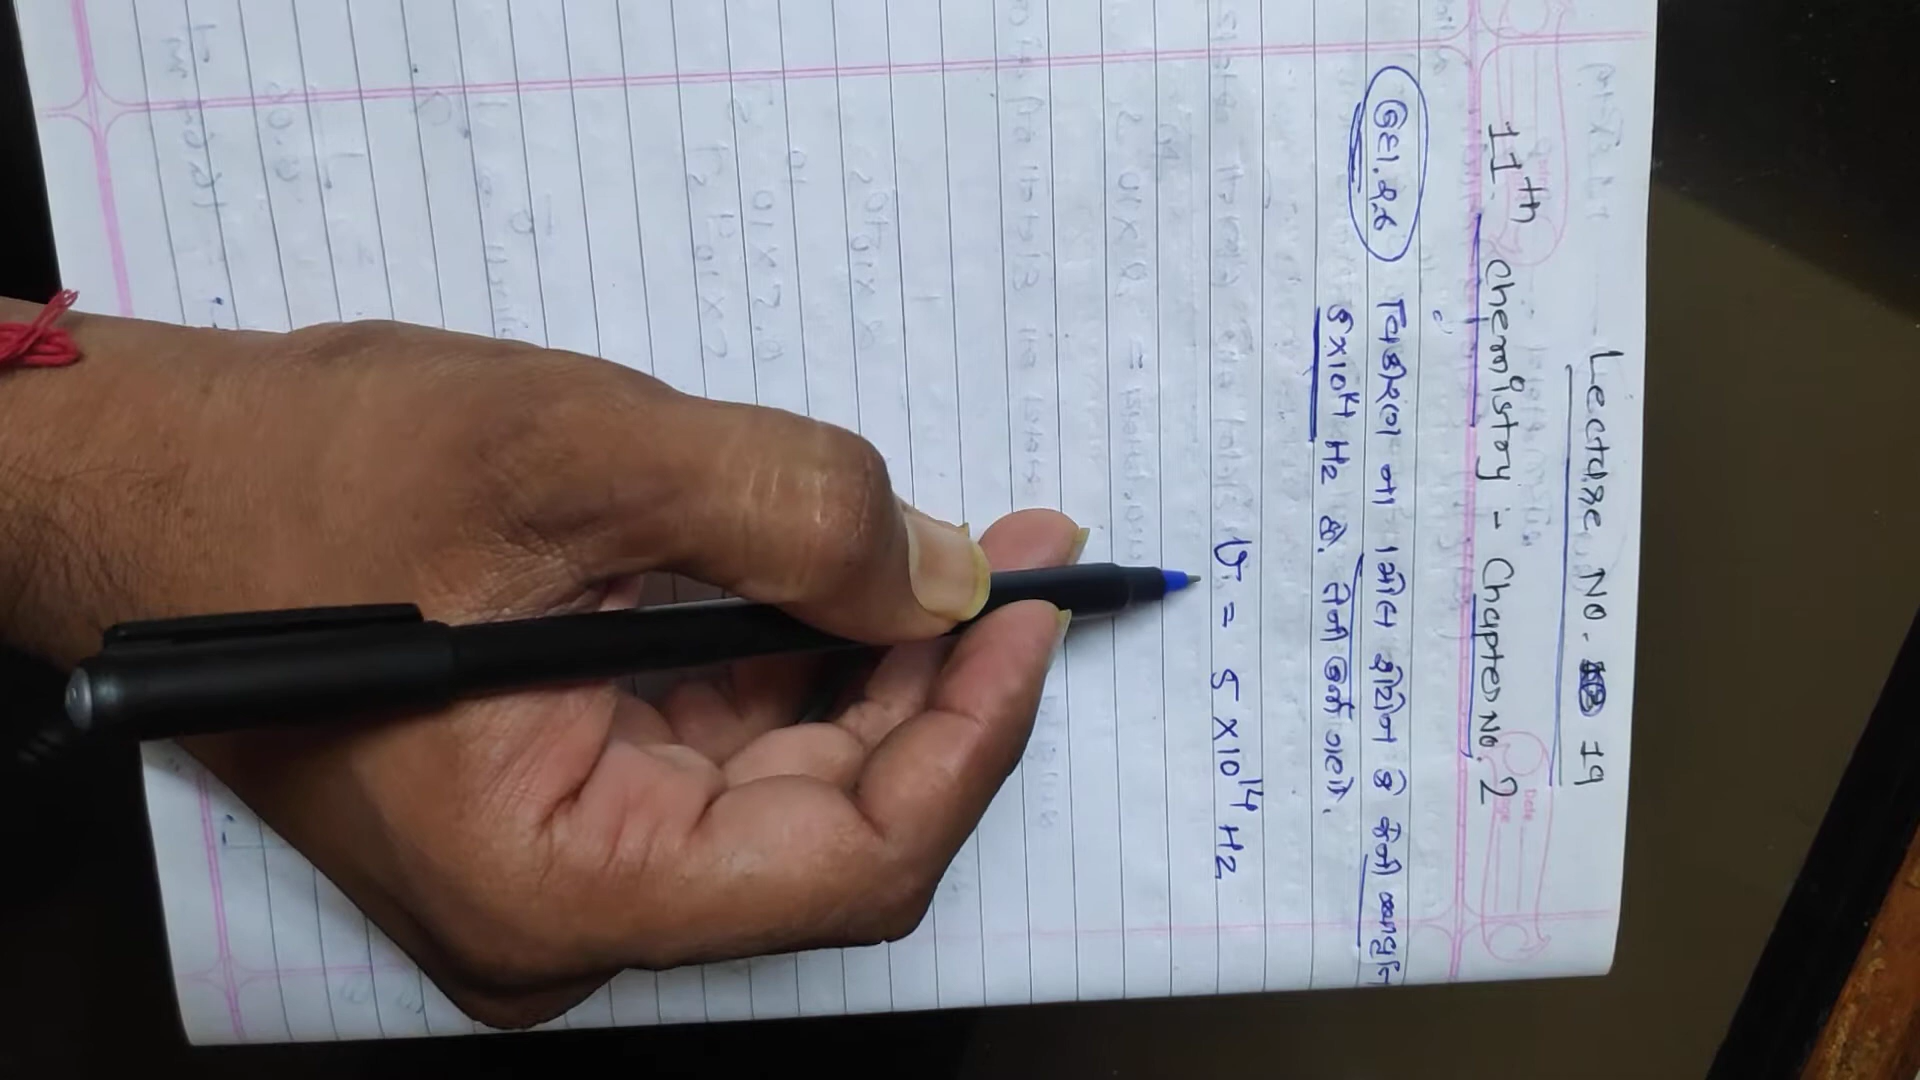 Lecture No. 19
11th chemistry - Chapter No. 2
ઉદા. 2.6 વિકીરણ ના 1 મોલ ફોટોન કે જેની આવૃત્તિ
5 x 10¹⁴ Hz છે. તેની ઉર્જા ગણો.
υ = 5 x 10¹⁴ Hz